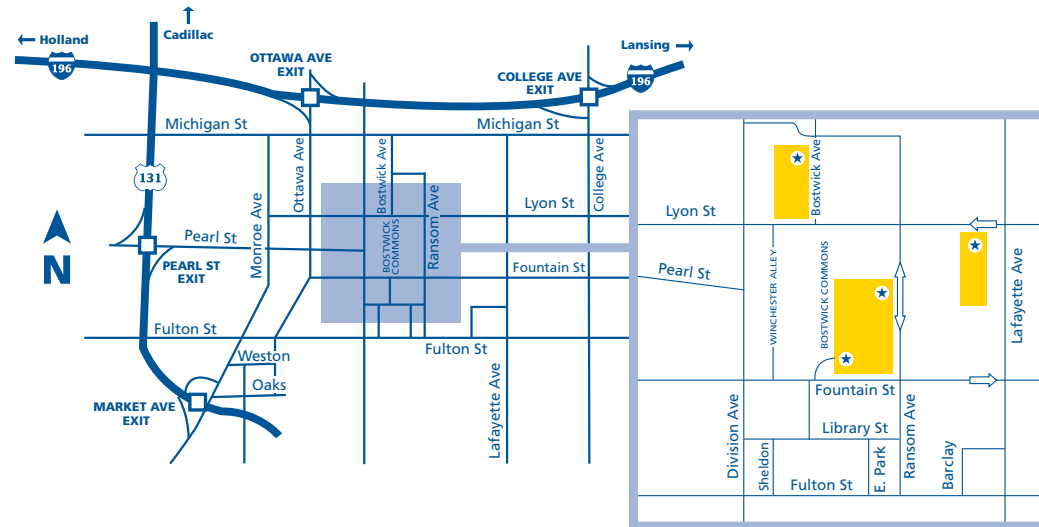 Cadillac
Holland
196
OTTAWA AVE
EXIT
COLLEGE AVE
EXIT
Lansing
196
Michigan St
Michigan St
131
Monroe Ave
Ottawa Ave
Bostwick Ave
BOSTWICK
COMMONS
Ransom Ave
College Ave
Lyon St
Pearl St
N
PEARL ST
EXIT
Fountain St
Fulton St
Fulton St
Weston
Oaks
MARKET AVE
EXIT
Lafayette Ave
Bostwick Ave
Lyon St
Pearl St
WINCHESTER ALLEY
BOSTWICK COMMONS
Lafayette Ave
Fountain St
Division Ave
Library St
Ransom Ave
Sheldon
E. Park
Barclay
Fulton St